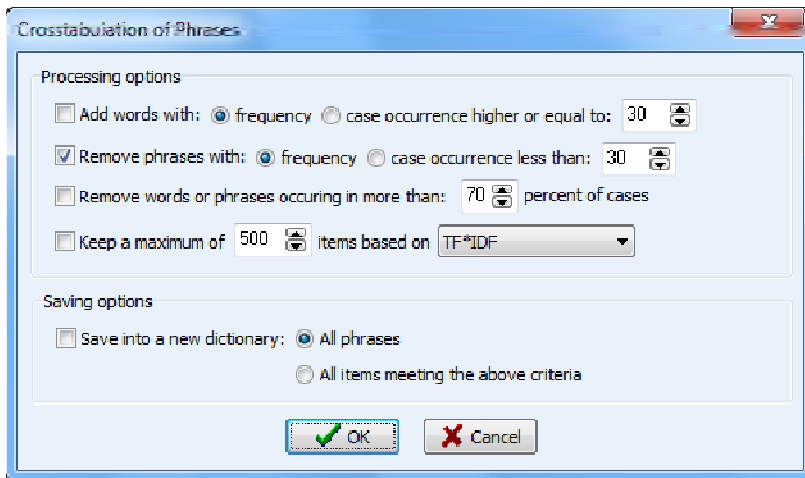 Crosstabulation of Phrases
Processing options
Add words with: frequency case occurrence higher or equal to: 30
Remove phrases with: frequency case occurrence less than: 30
Remove words or phrases occuring in more than: 70 percent of cases
Keep a maximum of 500 items based on TF*IDF
Saving options
Save into a new dictionary: All phrases
All items meeting the above criteria
OK Cancel